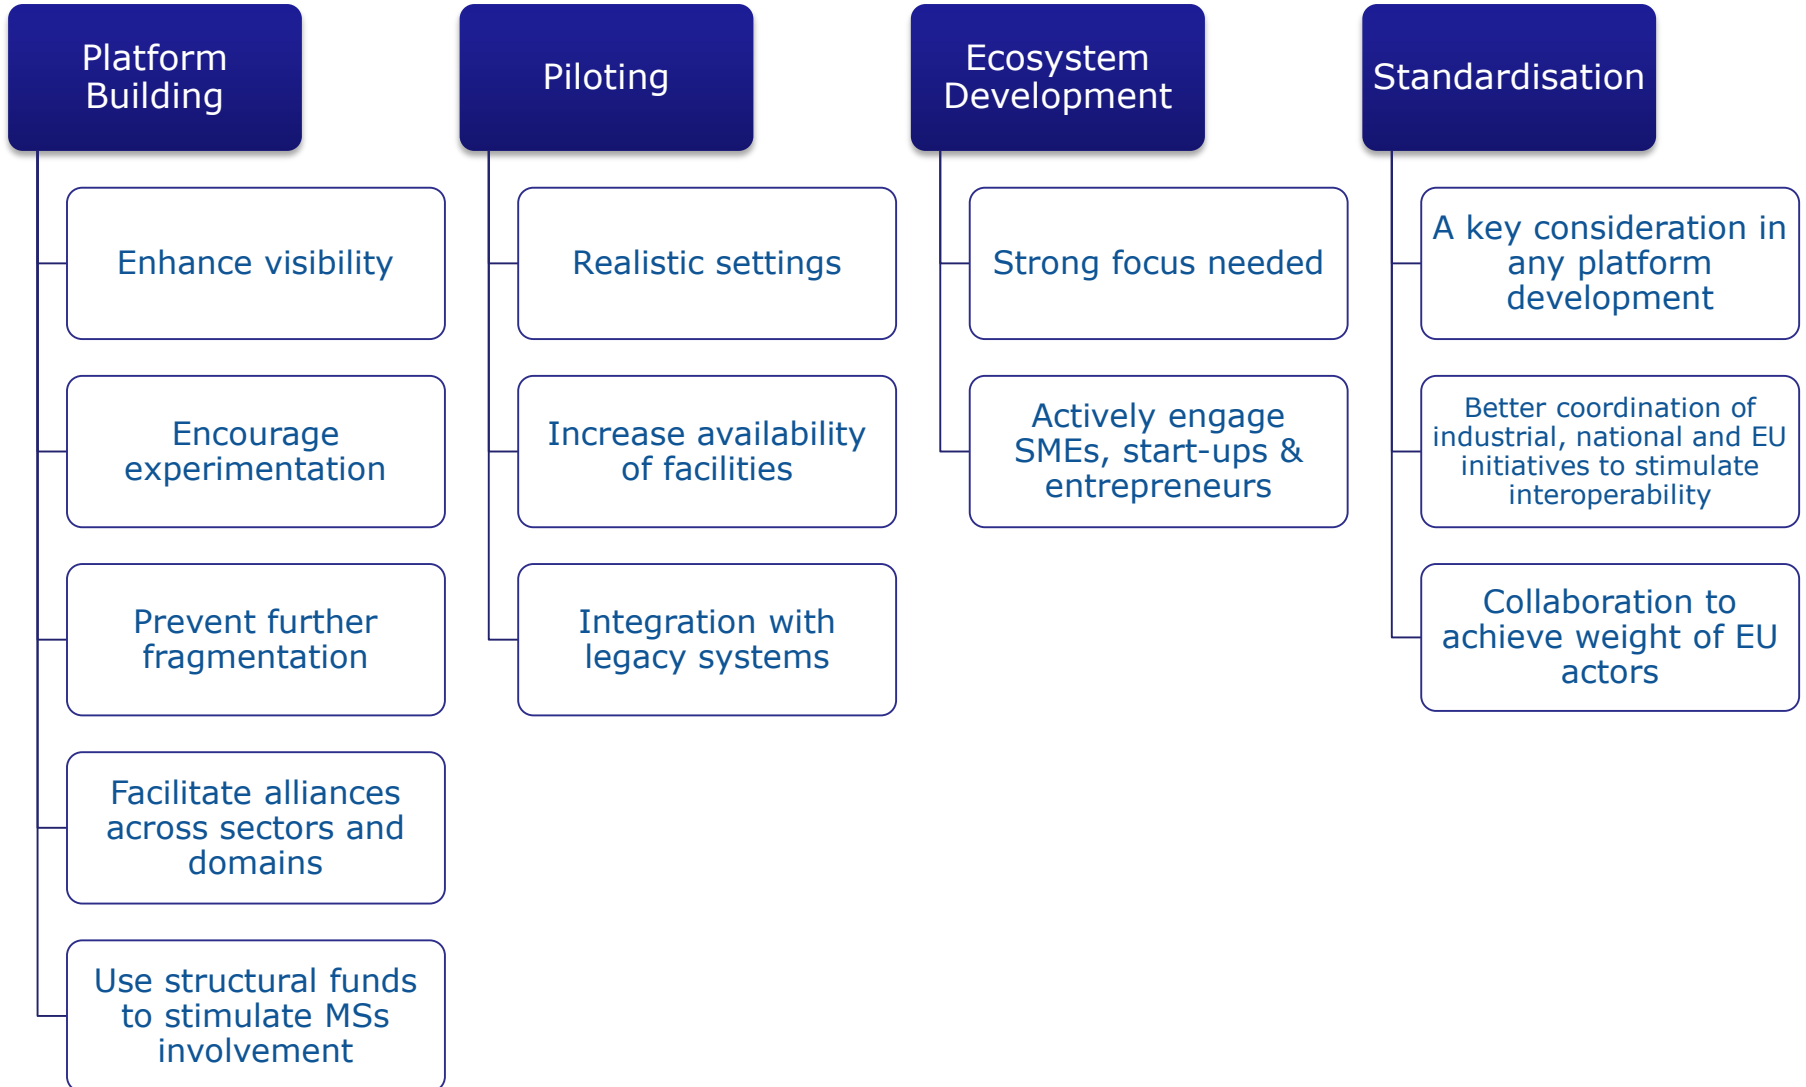 Platform
Building
Enhance visibility
Encourage
experimentation
Prevent further
fragmentation
Facilitate alliances
across sectors and
domains
Use structural funds
to stimulate MSs
involvement
Piloting
Realistic settings
Increase availability
of facilities
Integration with
legacy systems
Ecosystem
Development
Strong focus needed
Actively engage
SMEs, start-ups &
entrepreneurs
Standardisation
A key consideration in
any platform
development
Better coordination of
industrial, national and EU
initiatives to stimulate
interoperability
Collaboration to
achieve weight of EU
actors